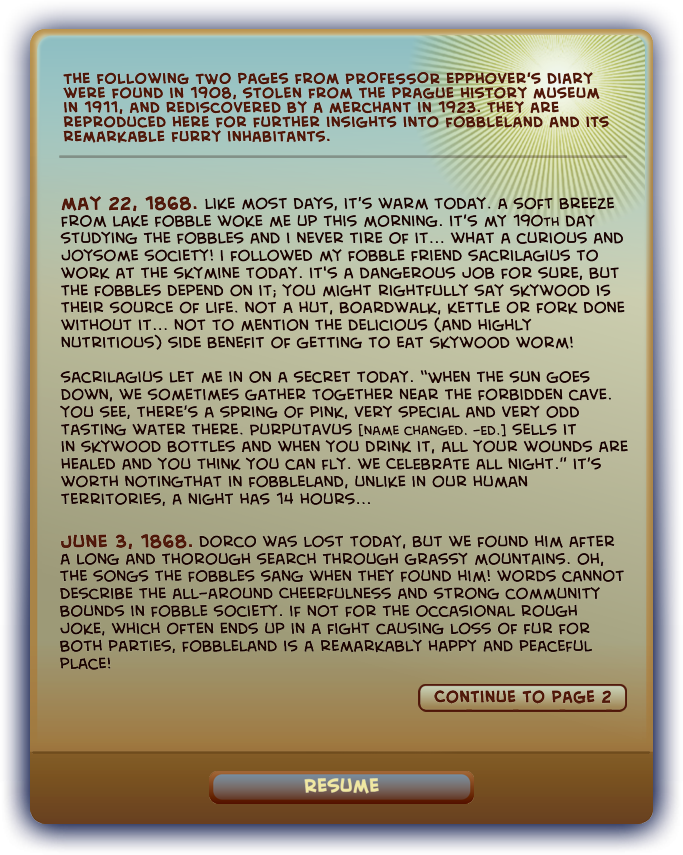 THE FOLLOWING TWO PAGES FROM PROFESSOR EPPHOVER'S DIARY
WERE FOUND IN 1908, STOLEN FROM THE PRAGUE HISTORY MUSEUM
IN 1911, AND REDISCOVERED BY A MERCHANT IN 1923. THEY ARE
REPRODUCED HERE FOR FURTHER INSIGHTS INTO FOBBLELAND AND ITS
REMARKABLE FURRY INHABITANTS.
MAY 22, 1868. LIKE MOST DAYS, IT'S WARM TODAY. A SOFT BREEZE
FROM LAKE FOBBLE WOKE ME UP THIS MORNING. IT'S MY 190TH DAY
STUDYING THE FOBBLES AND I NEVER TIRE OF IT... WHAT A CURIOUS AND
JOYSOME SOCIETY! I FOLLOWED MY FOBBLE FRIEND SACRILAGIUS TO
WORK AT THE SKYMINE TODAY. IT'S A DANGEROUS JOB FOR SURE, BUT
THE FOBBLES DEPEND ON IT; YOU MIGHT RIGHTFULLY SAY SKYWOOD IS
THEIR SOURCE OF LIFE. NOT A HUT, BOARDWALK, KETTLE OR FORK DONE
WITHOUT IT... NOT TO MENTION THE DELICIOUS (AND HIGHLY
NUTRITIOUS) SIDE BENEFIT OF GETTING TO EAT SKYWOOD WORM!
SACRILAGIUS LET ME IN ON A SECRET TODAY. "WHEN THE SUN GOES
DOWN, WE SOMETIMES GATHER TOGETHER NEAR THE FORBIDDEN CAVE.
YOU SEE, THERE'S A SPRING OF PINK, VERY SPECIAL AND VERY ODD
TASTING WATER THERE. PURPUTAVUS [NAME CHANGED. -ED.] SELLS IT
IN SKYWOOD BOTTLES AND WHEN YOU DRINK IT, ALL YOUR WOUNDS ARE
HEALED AND YOU THINK YOU CAN FLY. WE CELEBRATE ALL NIGHT." IT'S
WORTH NOTINGTHAT IN FOBBLELAND, UNLIKE IN OUR HUMAN
TERRITORIES, A NIGHT HAS 14 HOURS...
JUNE 3, 1868. DORCO WAS LOST TODAY, BUT WE FOUND HIM AFTER
A LONG AND THOROUGH SEARCH THROUGH GRASSY MOUNTAINS. OH,
THE SONGS THE FOBBLES SANG WHEN THEY FOUND HIM! WORDS CANNOT
DESCRIBE THE ALL-AROUND CHEERFULNESS AND STRONG COMMUNITY
BOUNDS IN FOBBLE SOCIETY. IF NOT FOR THE OCCASIONAL ROUGH
JOKE, WHICH OFTEN ENDS UP IN A FIGHT CAUSING LOSS OF FUR FOR
BOTH PARTIES, FOBBLELAND IS A REMARKABLY HAPPY AND PEACEFUL
PLACE!
CONTINUE TO PAGE 2
RESUME